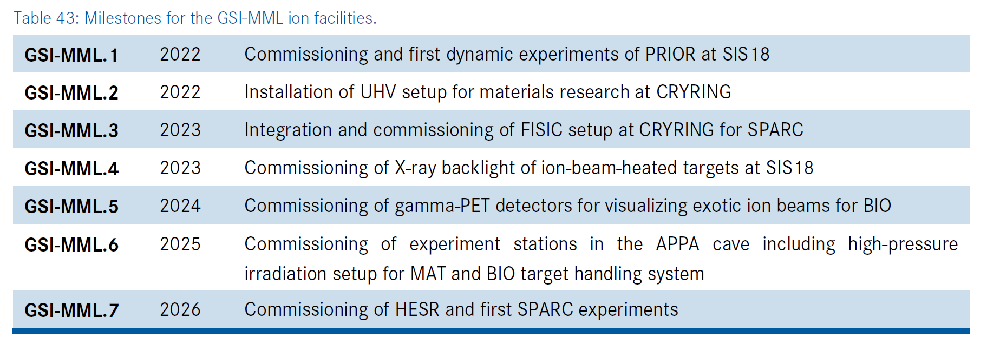 Table 43: Milestones for the GSI-MML ion facilities.
GSI-MML.1 2022 Commissioning and first dynamic experiments of PRIOR at SIS18
GSI-MML.2 2022 Installation of UHV setup for materials research at CRYRING
GSI-MML.3 2023 Integration and commissioning of FISIC setup at CRYRING for SPARC
GSI-MML.4 2023 Commissioning of X-ray backlight of ion-beam-heated targets at SIS18
GSI-MML.5 2024 Commissioning of gamma-PET detectors for visualizing exotic ion beams for BIO
GSI-MML.6 2025 Commissioning of experiment stations in the APPA cave including high-pressure
irradiation setup for MAT and BIO target handling system
GSI-MML.7 2026 Commissioning of HESR and first SPARC experiments